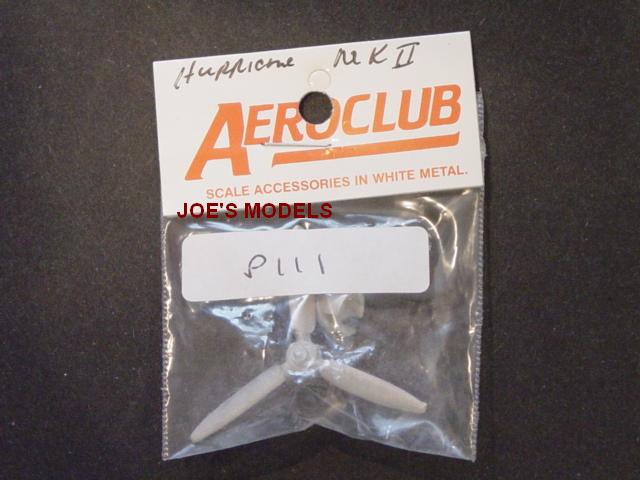 Hurricane Mk II
AEROCLUB
SCALE ACCESSORIES IN WHITE METAL.
JOE'S MODELS
P111